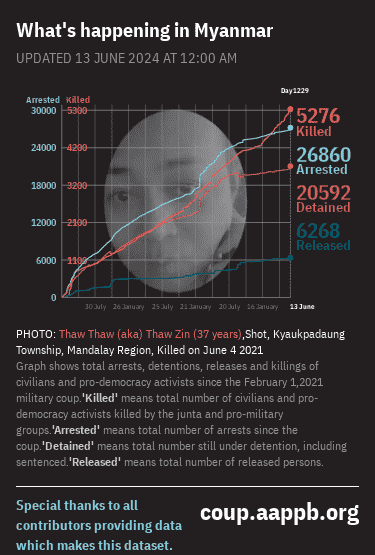 What's happening in Myanmar
UPDATED 13 JUNE 2024 AT 12:00 AM
Day1229
Arrested Killed
30000 5300
24000 4200
18000 3200
12000 2100
6000 1100
0
5276
Killed
26860
Arrested
20592
Detained
6268
Released
30 July 26 January 25 July 21 January 20 July 16 January 13 June
PHOTO: Thaw Thaw (aka) Thaw Zin (37 years),Shot, Kyaukpadaung
Township, Mandalay Region, Killed on June 4 2021
Graph shows total arrests, detentions, releases and killings of
civilians and pro-democracy activists since the February 1,2021
military coup.'Killed' means total number of civilians and pro-
democracy activists killed by the junta and pro-military
groups.'Arrested' means total number of arrests since the
coup.'Detained' means total number still under detention, including
sentenced.'Released' means total number of released persons.
Special thanks to all
contributors providing data
which makes this dataset.
coup.aappb.org